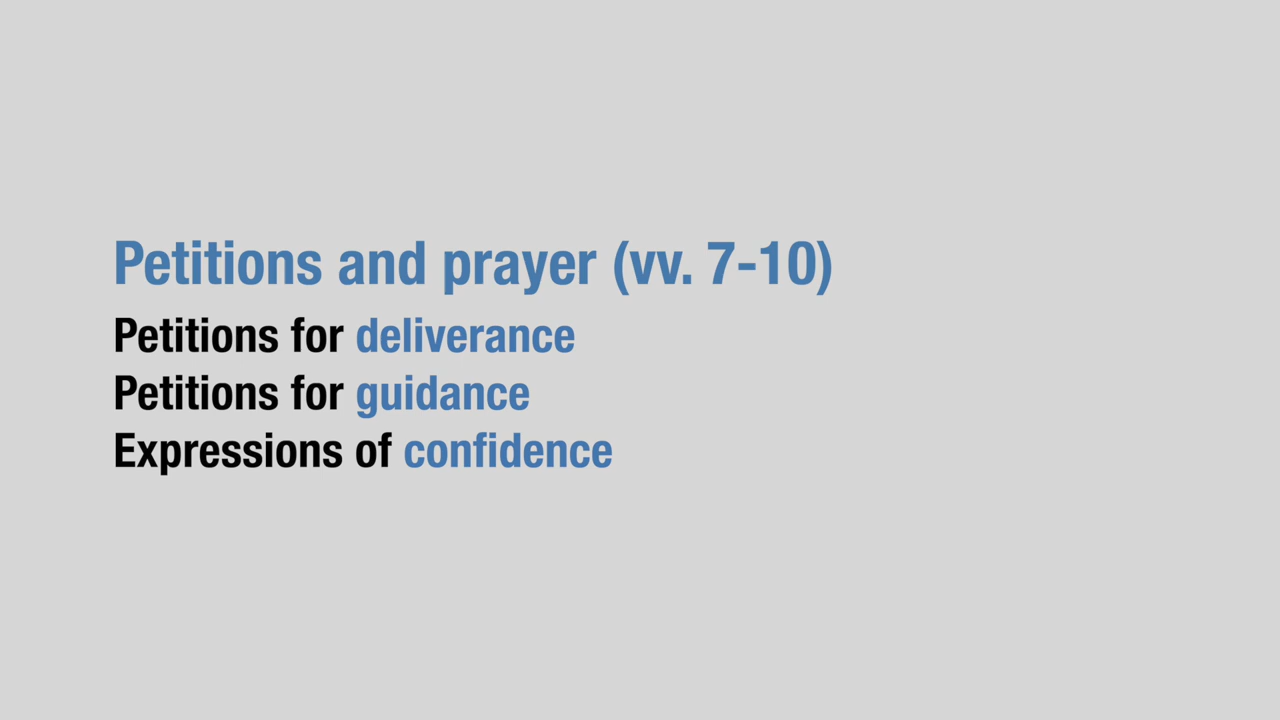 Petitions and prayer (vv. 7-10)
Petitions for deliverance
Petitions for guidance
Expressions of confidence